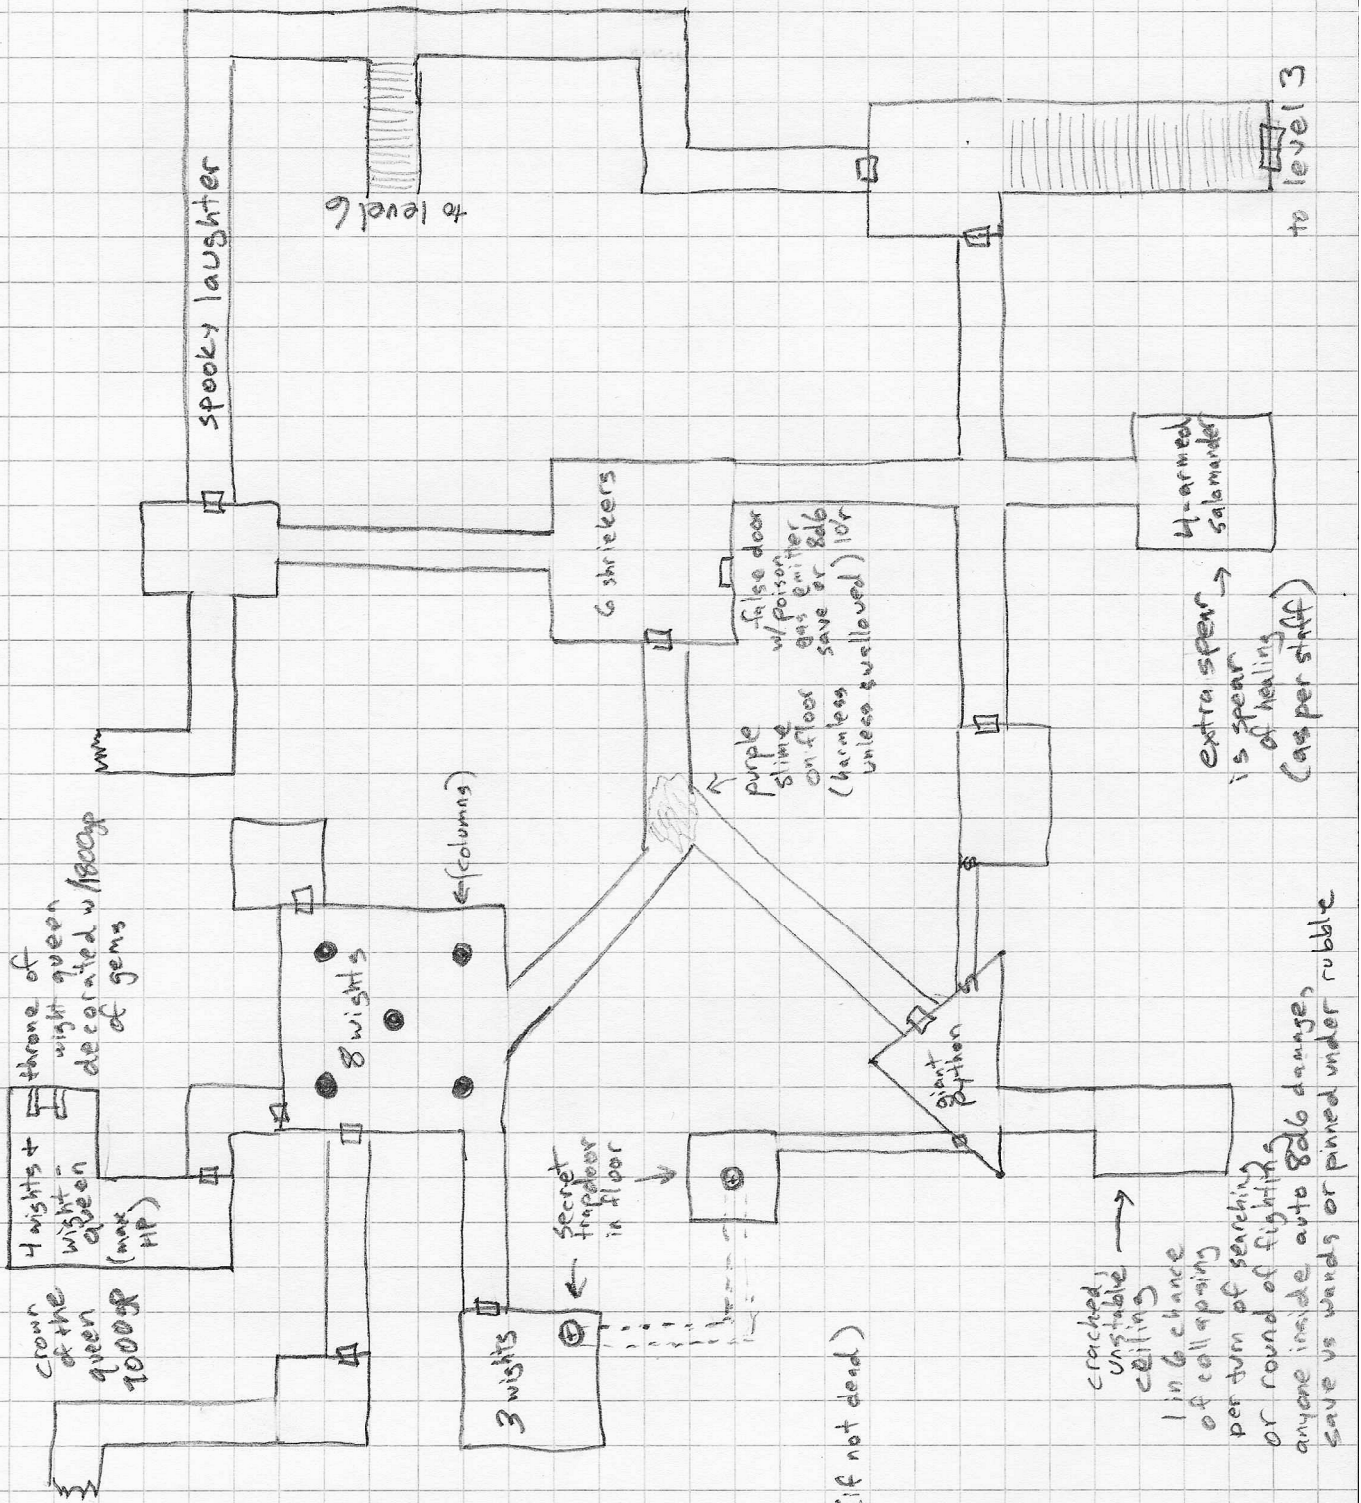 spooky laughter
to level 6
to level 3
6 shriekers
false door
w/poison
gas emitter
save or 8d6
10'r
purple
slime
on floor
(harmless
unless swallowed)
4-armed
salamander
extra spear →
is spear
of healing
(as per staff)
←(columns)
8 wights
throne of
wight queen
decorated w/1800gp
of gems
4 wights +
wight-
queen
(max
HP)
crown
of the
queen
9000gp
3 wights
← secret
trapdoor →
in floor
giant
python
cracked,
unstable →
ceiling
1 in 6 chance
of collapsing
per turn of searching
or round of fighting
anyone inside auto 8d6 damage,
save vs wands or pinned under rubble
(if not dead)
S
S